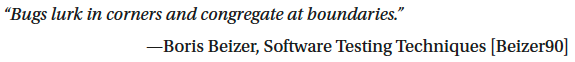 “Bugs lurk in corners and congregate at boundaries.”
—Boris Beizer, Software Testing Techniques [Beizer90]